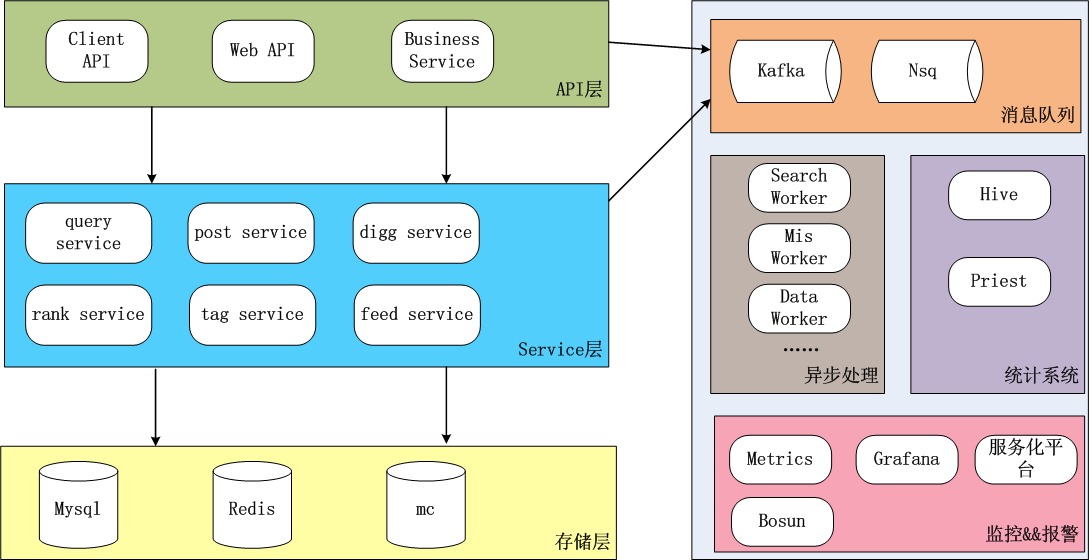 Client
API
Web API
Business
Service
API层
query
service
post service
digg service
rank service
tag service
feed service
Service层
Mysql
Redis
mc
存储层
Kafka
Nsq
消息队列
Search
Worker
Mis
Worker
Data
Worker
……
异步处理
Hive
Priest
统计系统
Metrics
Grafana
服务化平
台
Bosun
监控&&报警